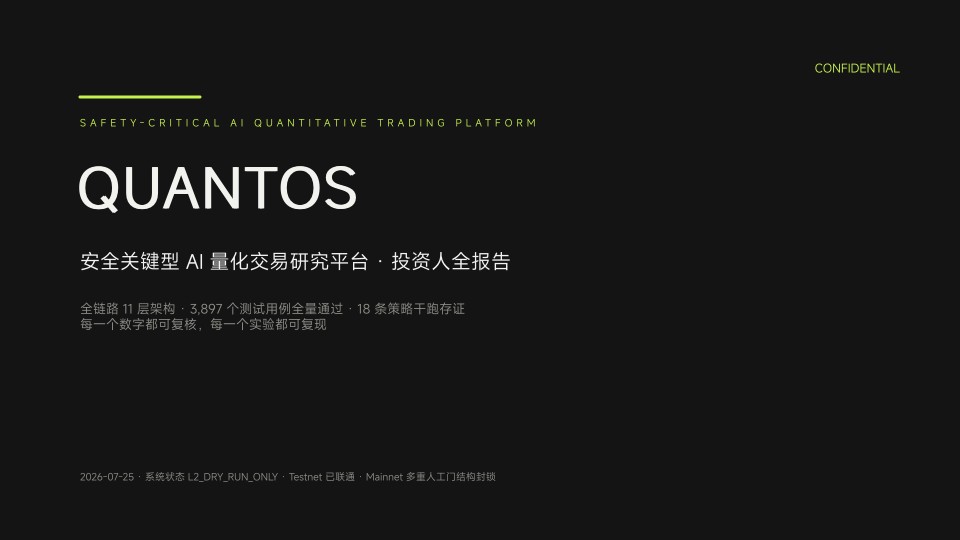 CONFIDENTIAL
SAFETY-CRITICAL AI QUANTITATIVE TRADING PLATFORM
QUANTOS
安全关键型 AI 量化交易研究平台 · 投资人全报告
全链路 11 层架构 · 3,897 个测试用例全量通过 · 18 条策略干跑存证
每一个数字都可复核，每一个实验都可复现
2026-07-25 · 系统状态 L2_DRY_RUN_ONLY · Testnet 已联通 · Mainnet 多重人工门结构封锁